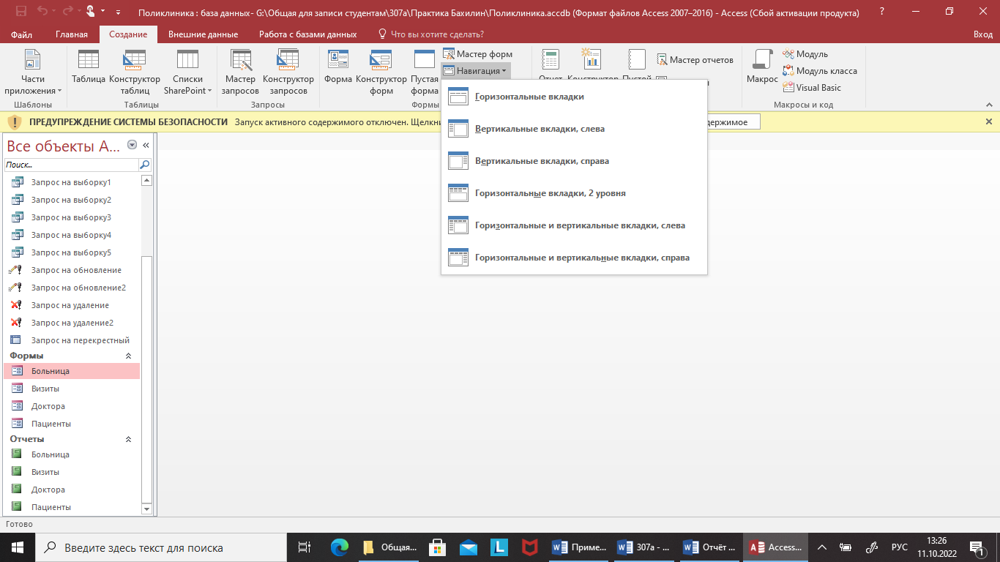 Поликлиника : база данных- G:\Общая для записи студентам\307а\Практика Бахилин\Поликлиника.accdb (Формат файлов Access 2007–2016) - Access (Сбой активации продукта)
?
Файл Главная Создание Внешние данные Работа с базами данных Что вы хотите сделать? Вход
Части приложения
Таблица
Конструктор таблиц
Списки SharePoint
Мастер запросов
Конструктор запросов
Форма
Конструктор форм
Пустая форма
Мастер форм
Навигация
Отчет
Конструктор
Пустой
Мастер отчетов
Макрос
Модуль
Модуль класса
Visual Basic
Шаблоны Таблицы Запросы Формы Макросы и код
Горизонтальные вкладки
Вертикальные вкладки, слева
Вертикальные вкладки, справа
Горизонтальные вкладки, 2 уровня
Горизонтальные и вертикальные вкладки, слева
Горизонтальные и вертикальные вкладки, справа
ПРЕДУПРЕЖДЕНИЕ СИСТЕМЫ БЕЗОПАСНОСТИ Запуск активного содержимого отключен.
Все объекты A...
Поиск...
Запрос на выборку1
Запрос на выборку2
Запрос на выборку3
Запрос на выборку4
Запрос на выборку5
Запрос на обновление
Запрос на обновление2
Запрос на удаление
Запрос на удаление2
Запрос на перекрестный
Формы
Больница
Визиты
Доктора
Пациенты
Отчеты
Больница
Визиты
Доктора
Пациенты
Готово
Введите здесь текст для поиска
Общая...
L
Приме...
307а - ...
Отчёт ...
Access...
РУС
13:26
11.10.2022
1